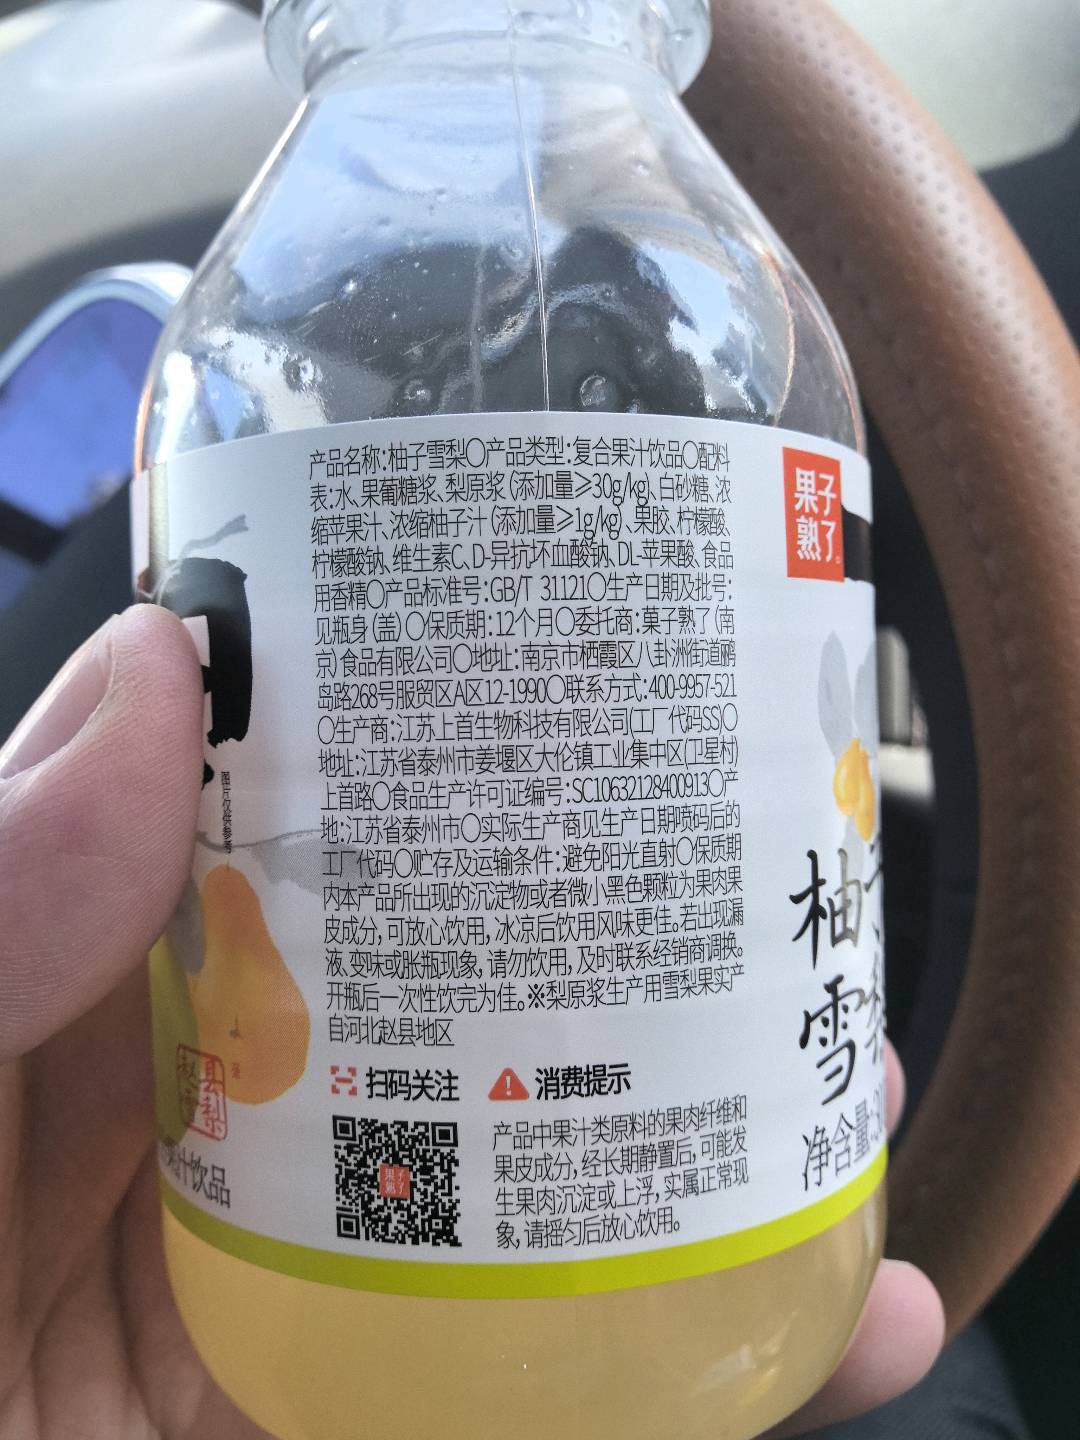 产品名称:柚子雪梨〇产品类型:复合果汁饮品〇配料
表:水、果葡糖浆、梨原浆(添加量≥30g/kg)、白砂糖、浓
缩苹果汁、浓缩柚子汁(添加量≥1g/kg)、果胶、柠檬酸、
柠檬酸钠、维生素C、D-异抗坏血酸钠、DL-苹果酸、食品
用香精〇产品标准号:GB/T 31121〇生产日期及批号:
见瓶身(盖)〇保质期:12个月〇委托商:菓子熟了(南
京)食品有限公司〇地址:南京市栖霞区八卦洲街道鹂
岛路268号服贸区A区12-1990〇联系方式:400-9957-521
〇生产商:江苏上首生物科技有限公司(工厂代码SS)〇
地址:江苏省泰州市姜堰区大伦镇工业集中区(卫星村)
上首路〇食品生产许可证编号:SC10632128400913〇产
地:江苏省泰州市〇实际生产商见生产日期喷码后的
工厂代码〇贮存及运输条件:避免阳光直射〇保质期
内本产品所出现的沉淀物或者微小黑色颗粒为果肉果
皮成分,可放心饮用,冰凉后饮用风味更佳。若出现漏
液、变味或胀瓶现象,请勿饮用,及时联系经销商调换。
开瓶后一次性饮完为佳。※梨原浆生产用雪梨果实产
自河北赵县地区
扫码关注
消费提示
产品中果汁类原料的果肉纤维和
果皮成分,经长期静置后,可能发
生果肉沉淀或上浮,实属正常现
象,请摇匀后放心饮用。
果子
熟了
果子
熟了
柚
雪梨
净含量:3
图片仅供参考
赵县
雪梨
果汁饮品